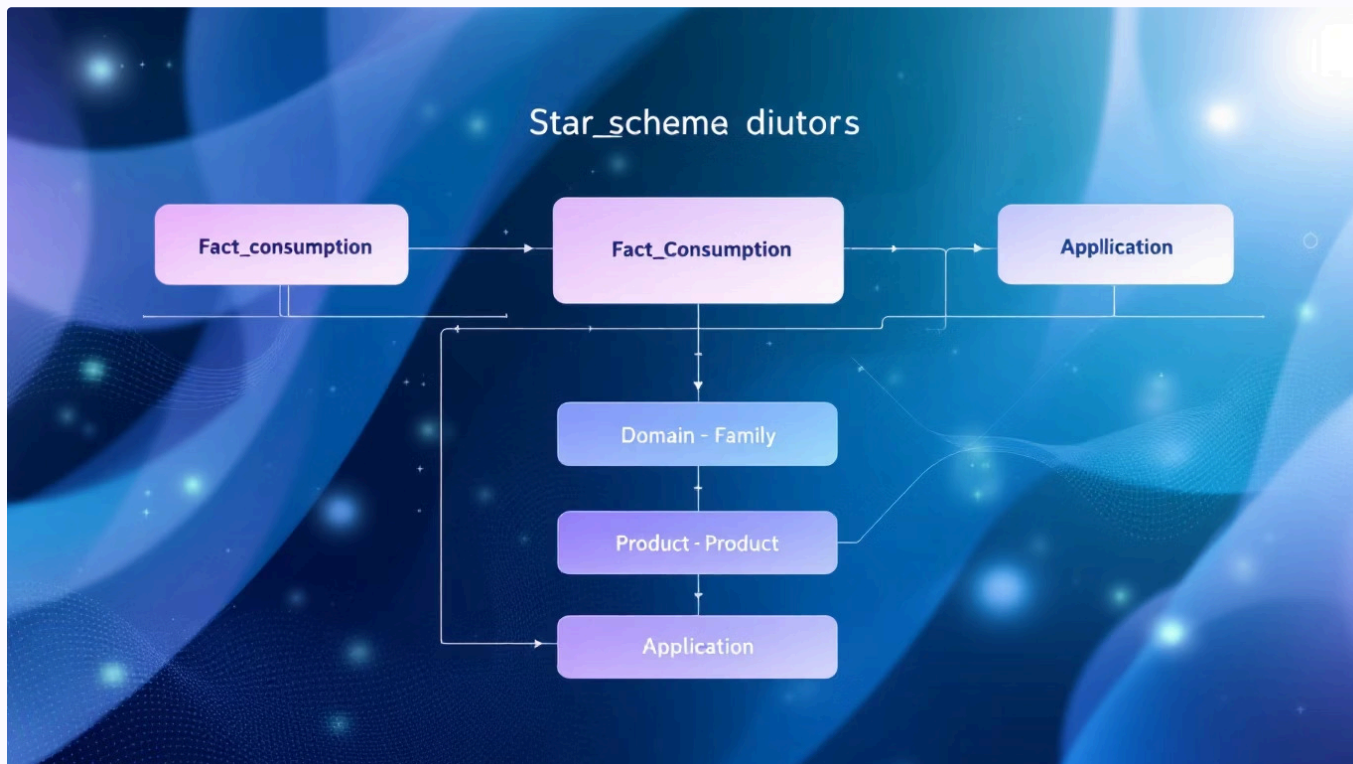 Star_scheme diutors
Fact_consumption
Fact_Consumption
Appllication
Domain - Family
Product - Product
Application